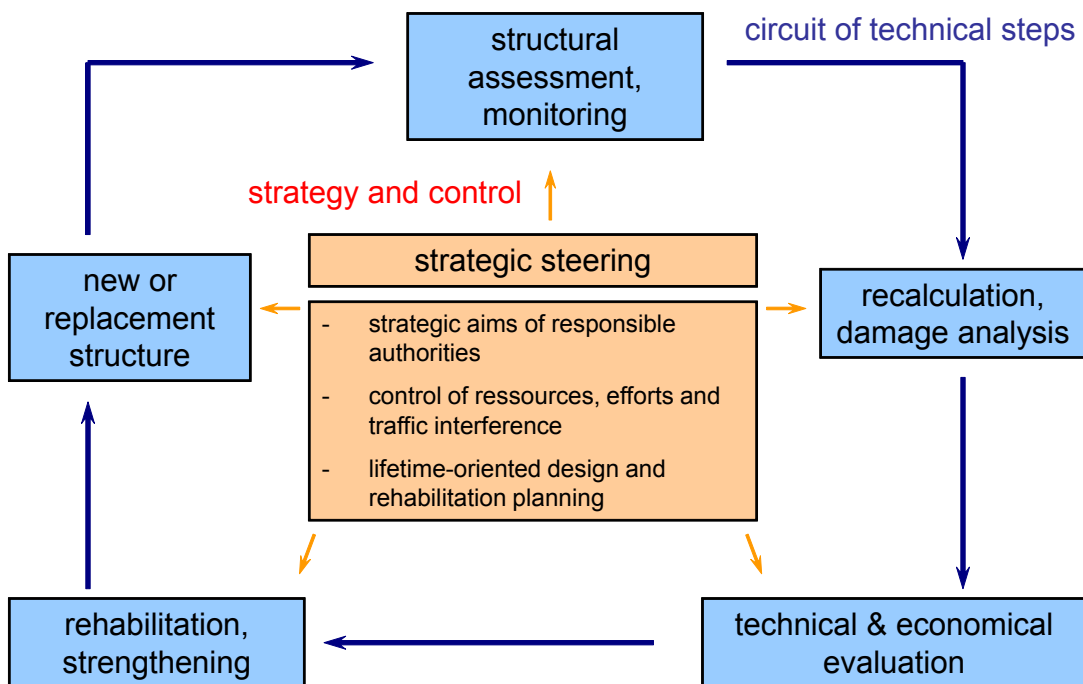 structural
assessment,
monitoring
circuit of technical steps
strategy and control
strategic steering
new or
replacement
structure
- strategic aims of responsible
authorities
- control of ressources, efforts and
traffic interference
- lifetime-oriented design and
rehabilitation planning
recalculation,
damage analysis
rehabilitation,
strengthening
technical & economical
evaluation